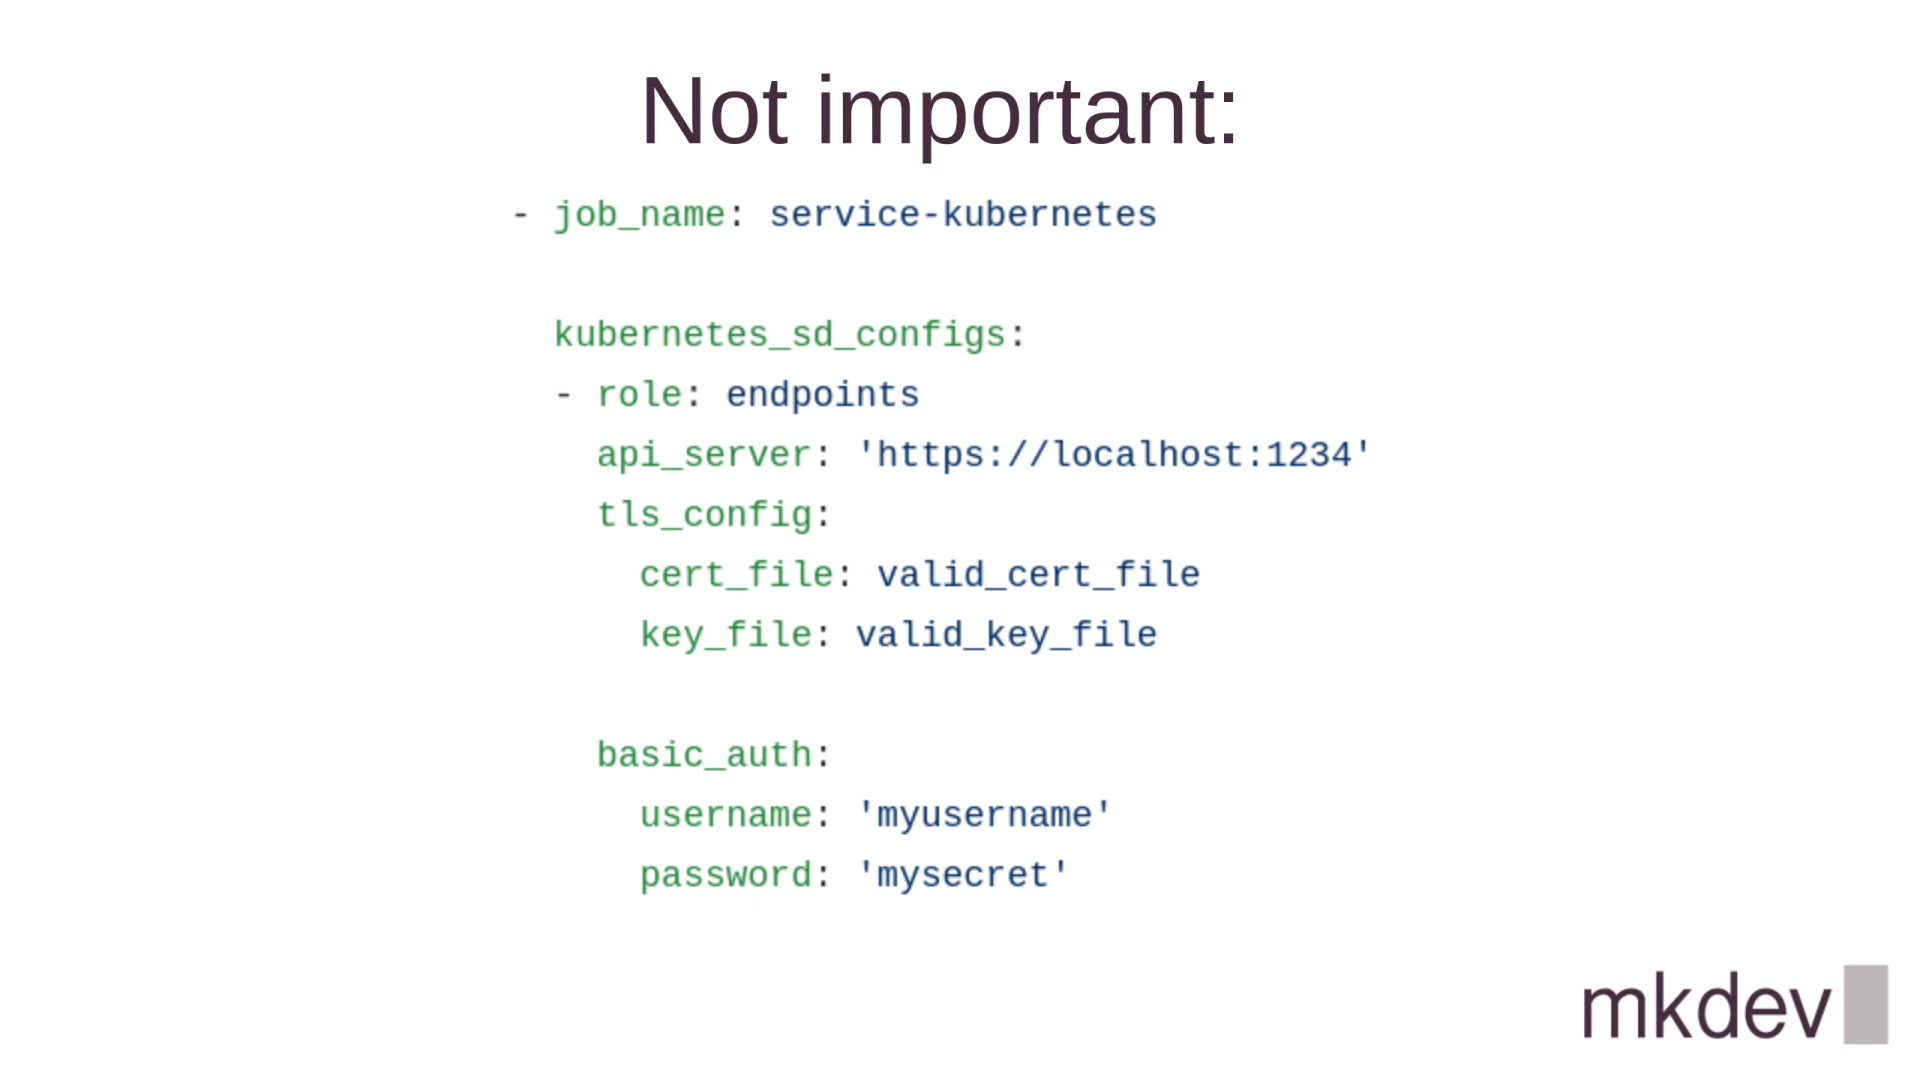 Not important:
- job_name: service-kubernetes
kubernetes_sd_configs:
- role: endpoints
api_server: 'https://localhost:1234'
tls_config:
cert_file: valid_cert_file
key_file: valid_key_file
basic_auth:
username: 'myusername'
password: 'mysecret'
mkdev